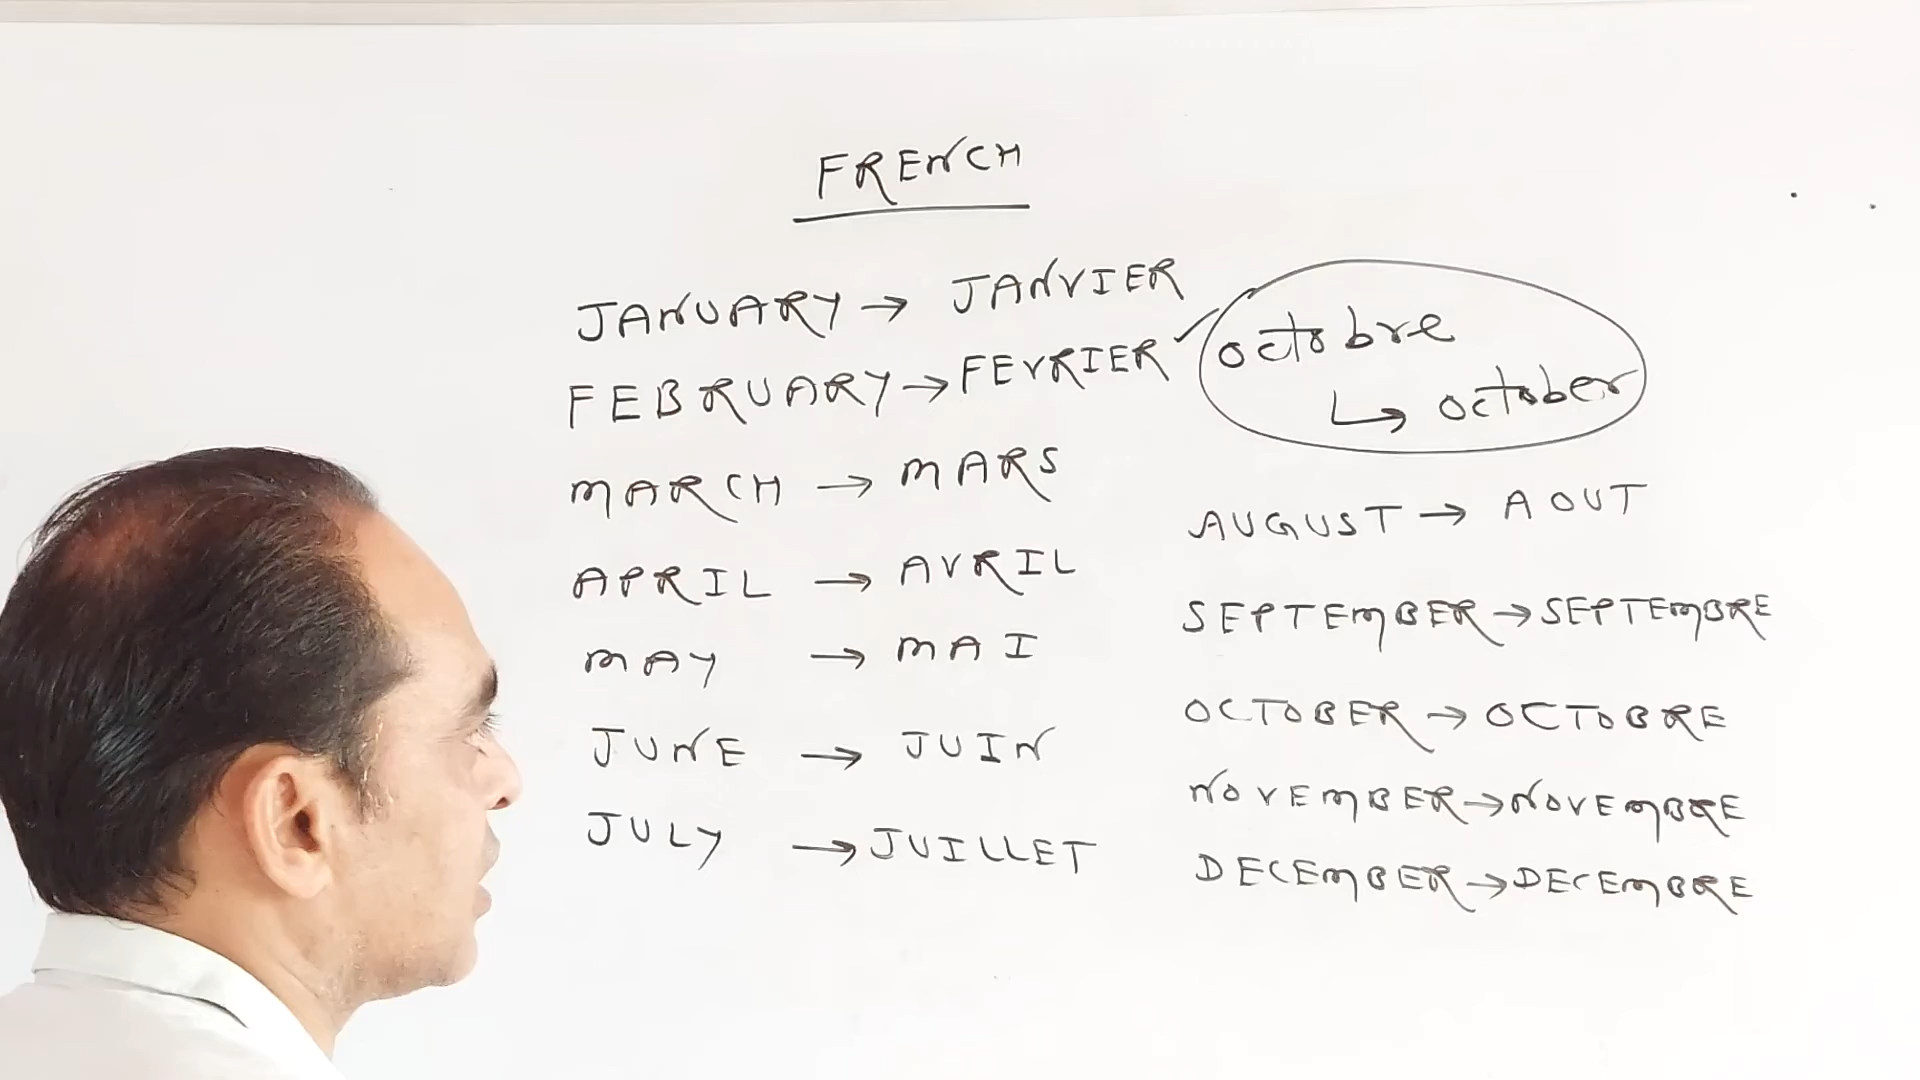 FRENCH
JANUARY → JANVIER
FEBRUARY → FEVRIER
MARCH → MARS
APRIL → AVRIL
MAY → MAI
JUNE → JUIN
JULY → JUILLET
octobre
↳ october
AUGUST → AOUT
SEPTEMBER → SEPTEMBRE
OCTOBER → OCTOBRE
NOVEMBER → NOVEMBRE
DECEMBER → DECEMBRE